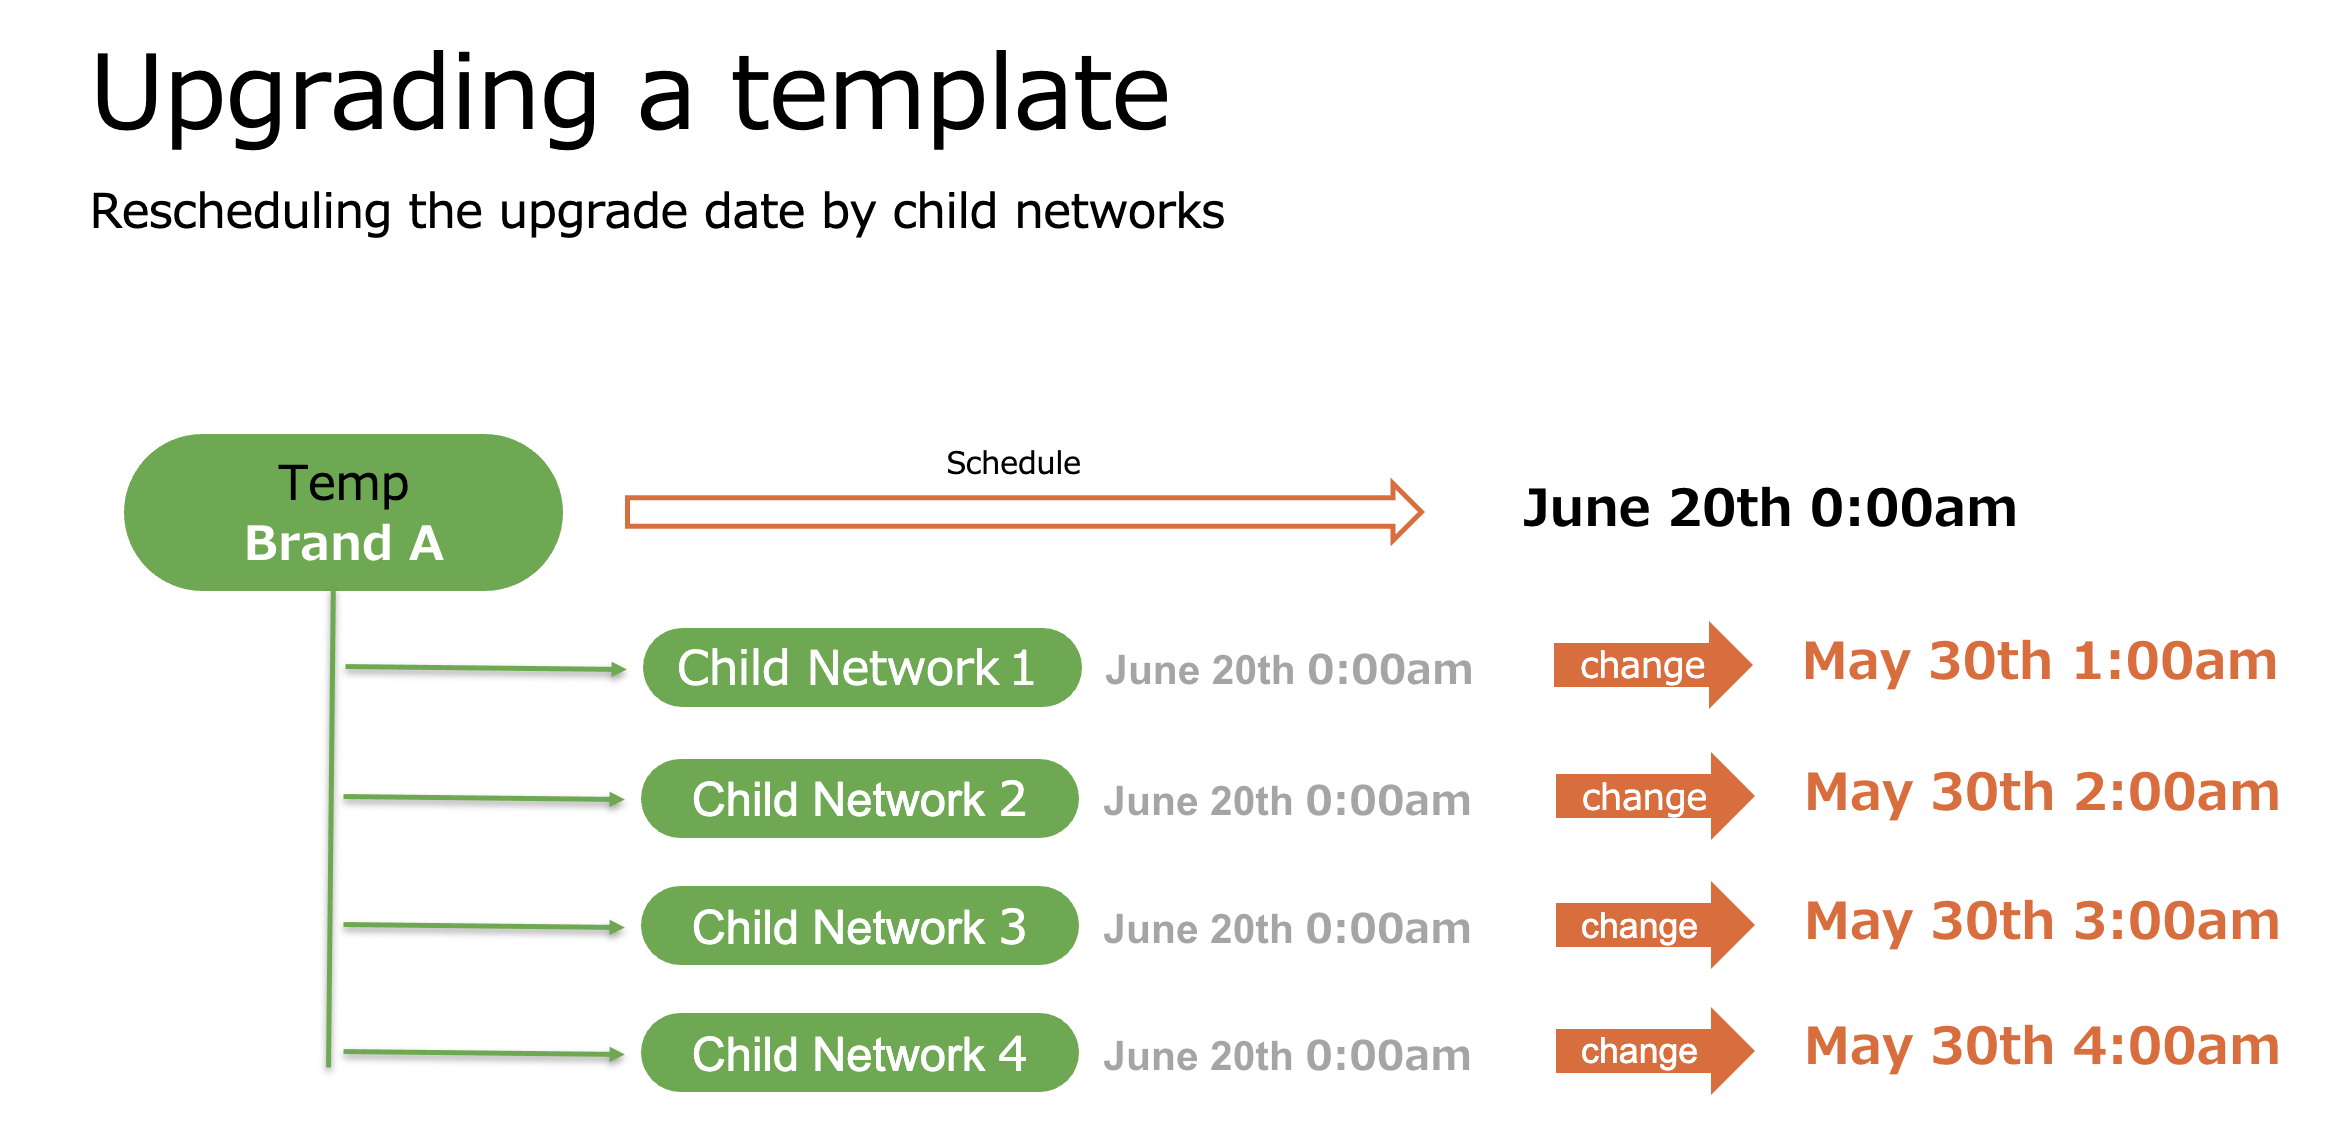 Upgrading a template
Rescheduling the upgrade date by child networks
Temp
Brand A
Schedule
June 20th 0:00am
Child Network 1
June 20th 0:00am
change
May 30th 1:00am
Child Network 2
June 20th 0:00am
change
May 30th 2:00am
Child Network 3
June 20th 0:00am
change
May 30th 3:00am
Child Network 4
June 20th 0:00am
change
May 30th 4:00am